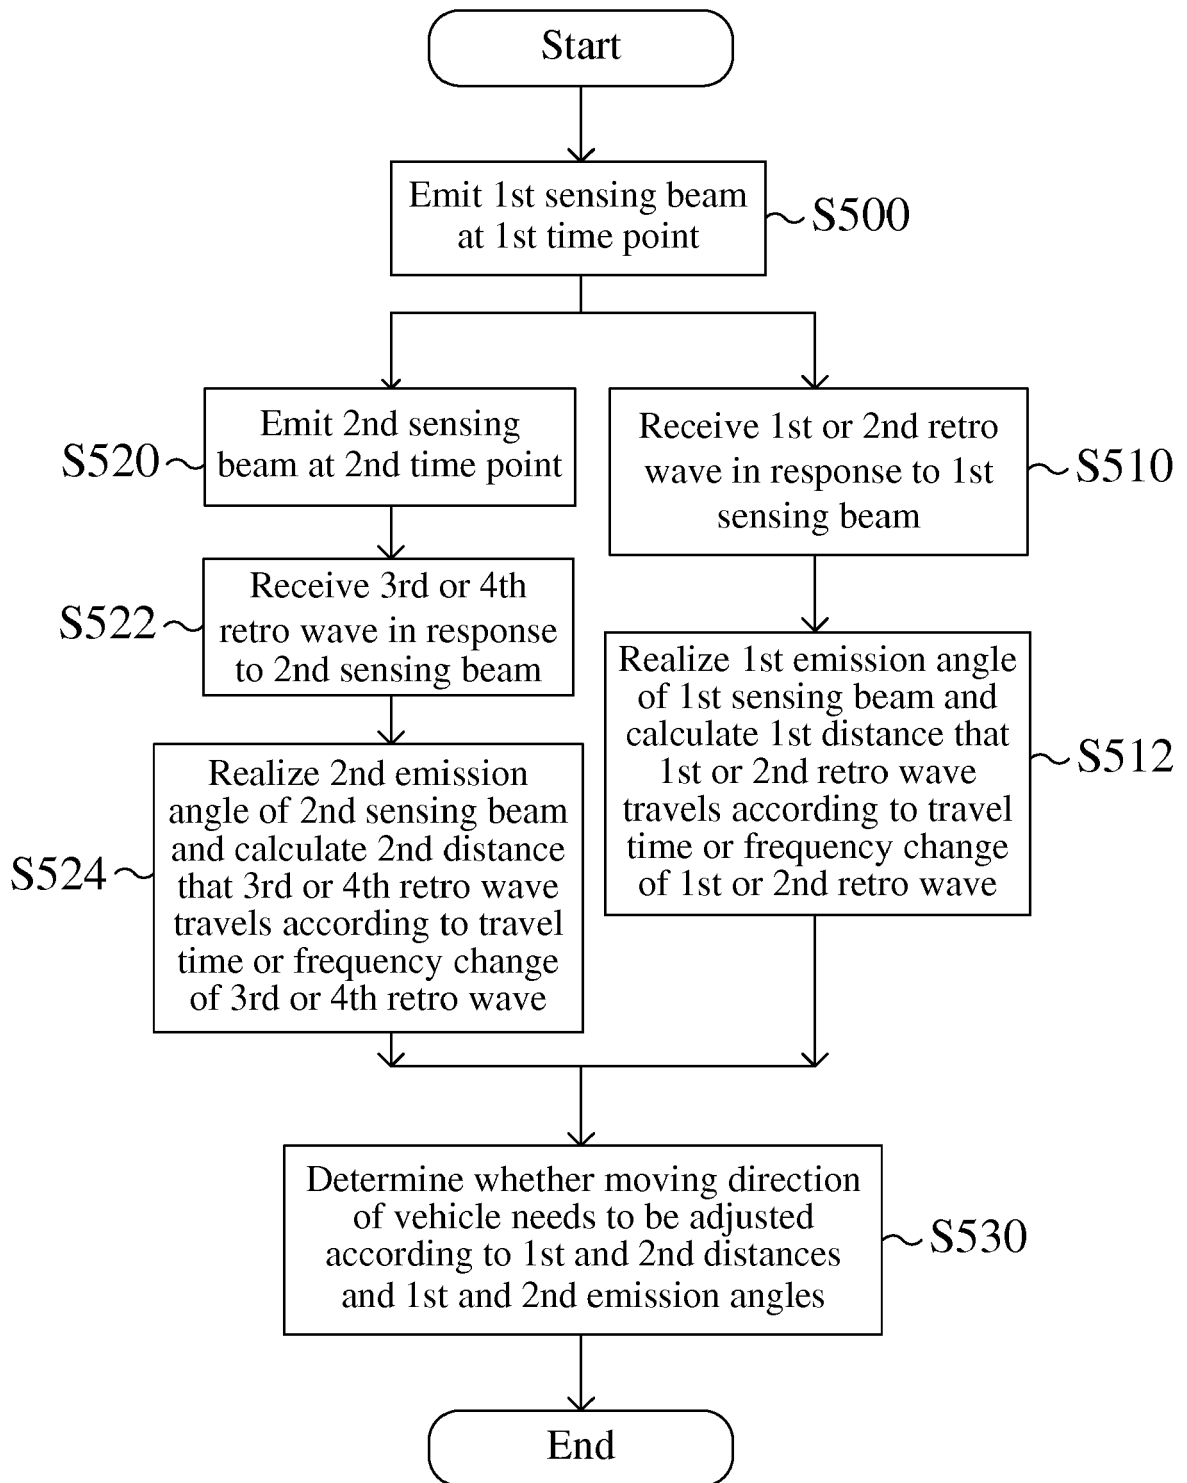 Start
Emit 1st sensing beam
at 1st time point
S500
Emit 2nd sensing
beam at 2nd time point
S520
Receive 1st or 2nd retro
wave in response to 1st
sensing beam
S510
Receive 3rd or 4th
retro wave in response
to 2nd sensing beam
S522
Realize 1st emission angle
of 1st sensing beam and
calculate 1st distance that
1st or 2nd retro wave
travels according to travel
time or frequency change
of 1st or 2nd retro wave
S512
Realize 2nd emission
angle of 2nd sensing beam
and calculate 2nd distance
that 3rd or 4th retro wave
travels according to travel
time or frequency change
of 3rd or 4th retro wave
S524
Determine whether moving direction
of vehicle needs to be adjusted
according to 1st and 2nd distances
and 1st and 2nd emission angles
S530
End